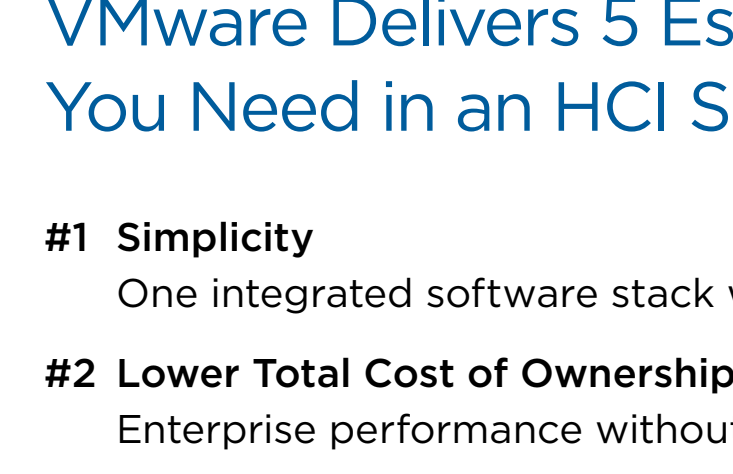 VMware Delivers 5 Es
You Need in an HCI S
#1 Simplicity
One integrated software stack
#2 Lower Total Cost of Ownership
Enterprise performance without